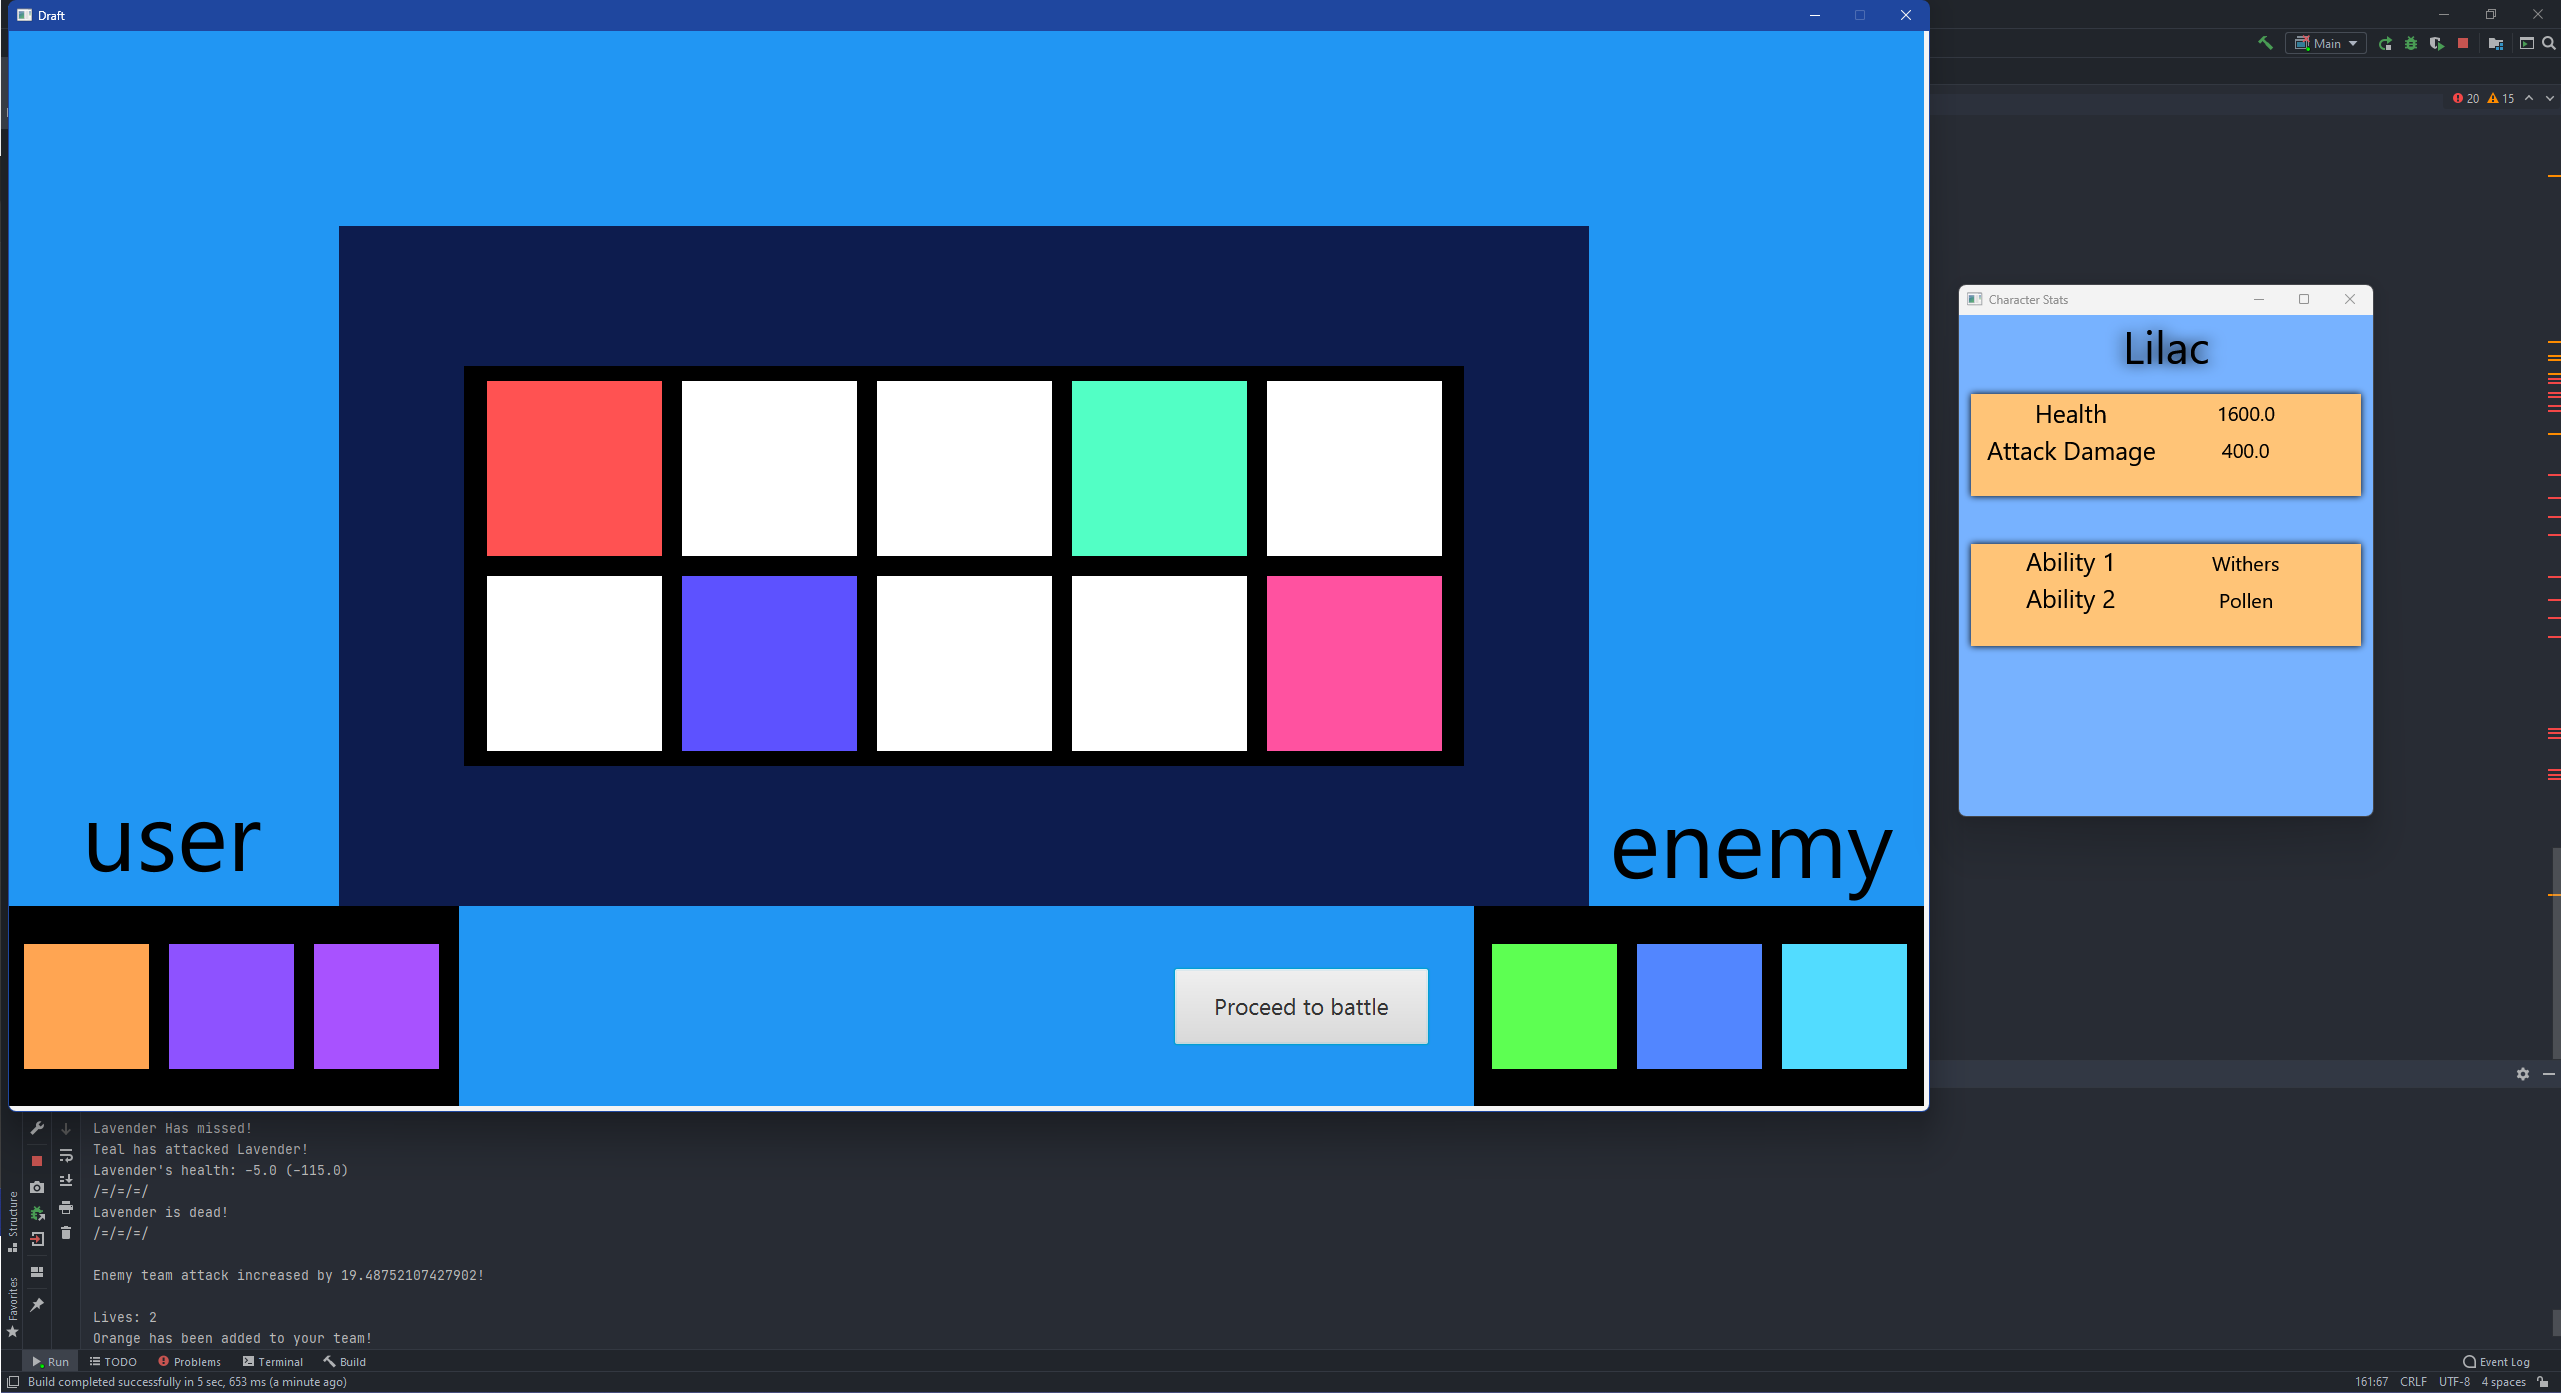 Draft
Main
20 15
Character Stats
Lilac
Health 1600.0
Attack Damage 400.0
Ability 1 Withers
Ability 2 Pollen
user
enemy
Proceed to battle
Lavender Has missed!
Teal has attacked Lavender!
Lavender's health: -5.0 (-115.0)
/=/=/=/
Lavender is dead!
/=/=/=/
Enemy team attack increased by 19.48752107427902!
Lives: 2
Orange has been added to your team!
Structure
Favorites
Run TODO Problems Terminal Build Event Log
Build completed successfully in 5 sec, 653 ms (a minute ago) 161:67 CRLF UTF-8 4 spaces